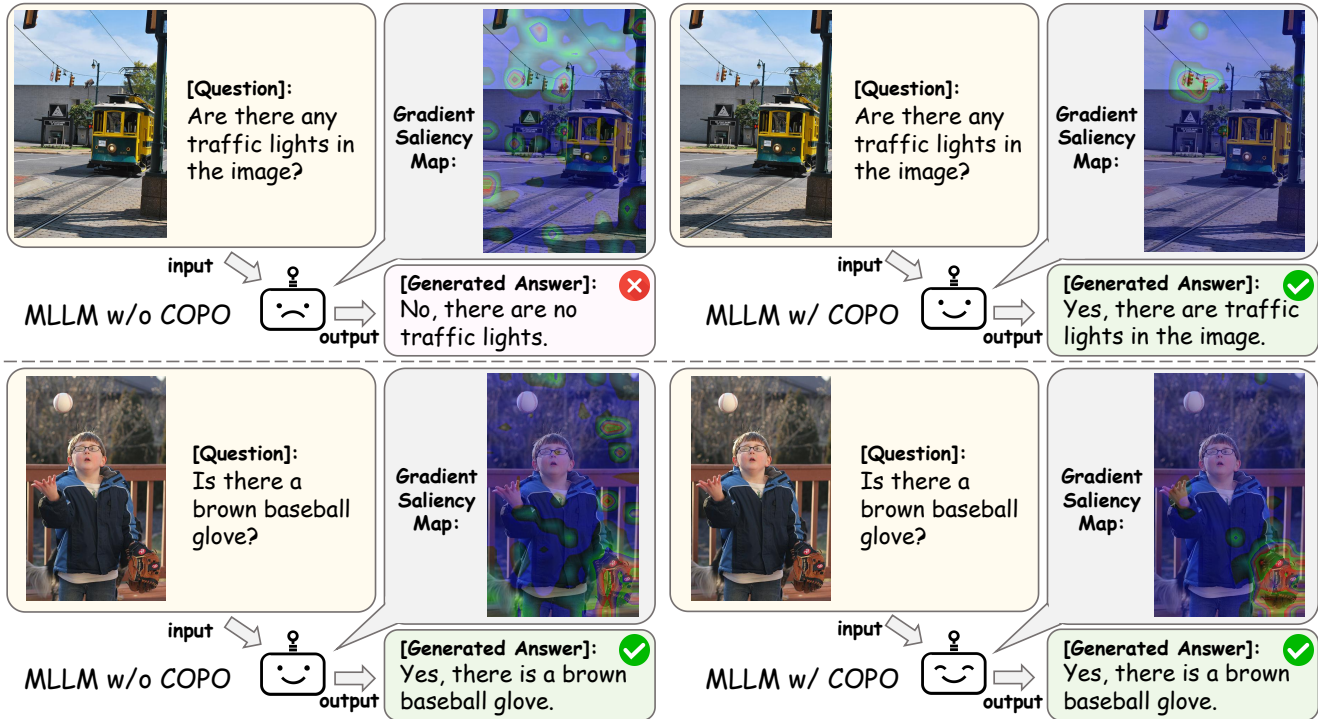 [Question]:
Are there any
traffic lights in
the image?
Gradient
Saliency
Map:
input
MLLM w/o COPO
output
[Generated Answer]:
No, there are no
traffic lights.
[Question]:
Are there any
traffic lights in
the image?
Gradient
Saliency
Map:
input
MLLM w/ COPO
output
[Generated Answer]:
Yes, there are traffic
lights in the image.
[Question]:
Is there a
brown baseball
glove?
Gradient
Saliency
Map:
input
MLLM w/o COPO
output
[Generated Answer]:
Yes, there is a brown
baseball glove.
[Question]:
Is there a
brown baseball
glove?
Gradient
Saliency
Map:
input
MLLM w/ COPO
output
[Generated Answer]:
Yes, there is a brown
baseball glove.